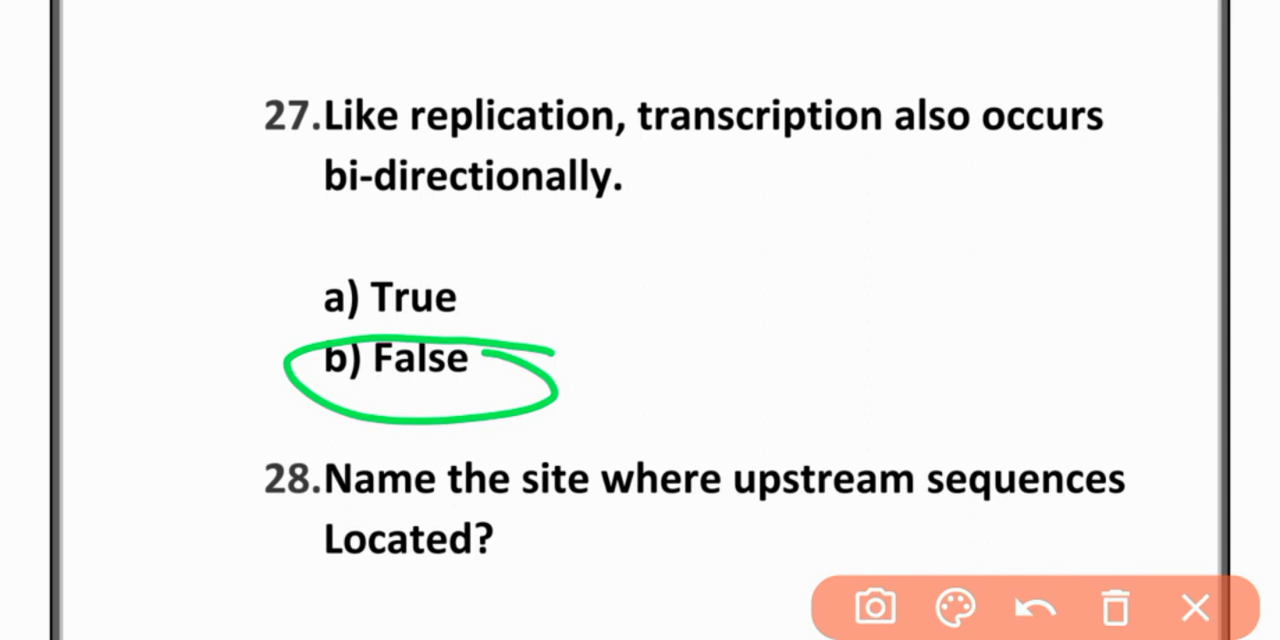 27.Like replication, transcription also occurs
bi-directionally.
a) True
b) False
28.Name the site where upstream sequences
Located?